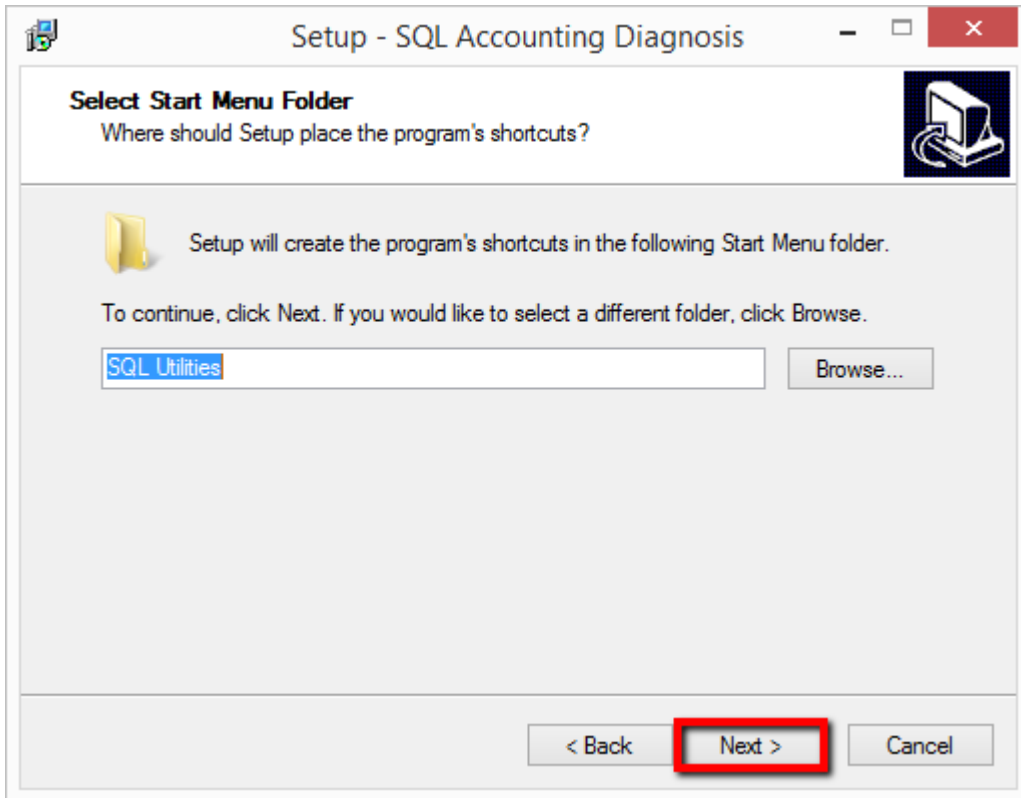 Setup - SQL Accounting Diagnosis
Select Start Menu Folder
Where should Setup place the program's shortcuts?
Setup will create the program's shortcuts in the following Start Menu folder.
To continue, click Next. If you would like to select a different folder, click Browse.
SQL Utilities
Browse...
< Back
Next >
Cancel